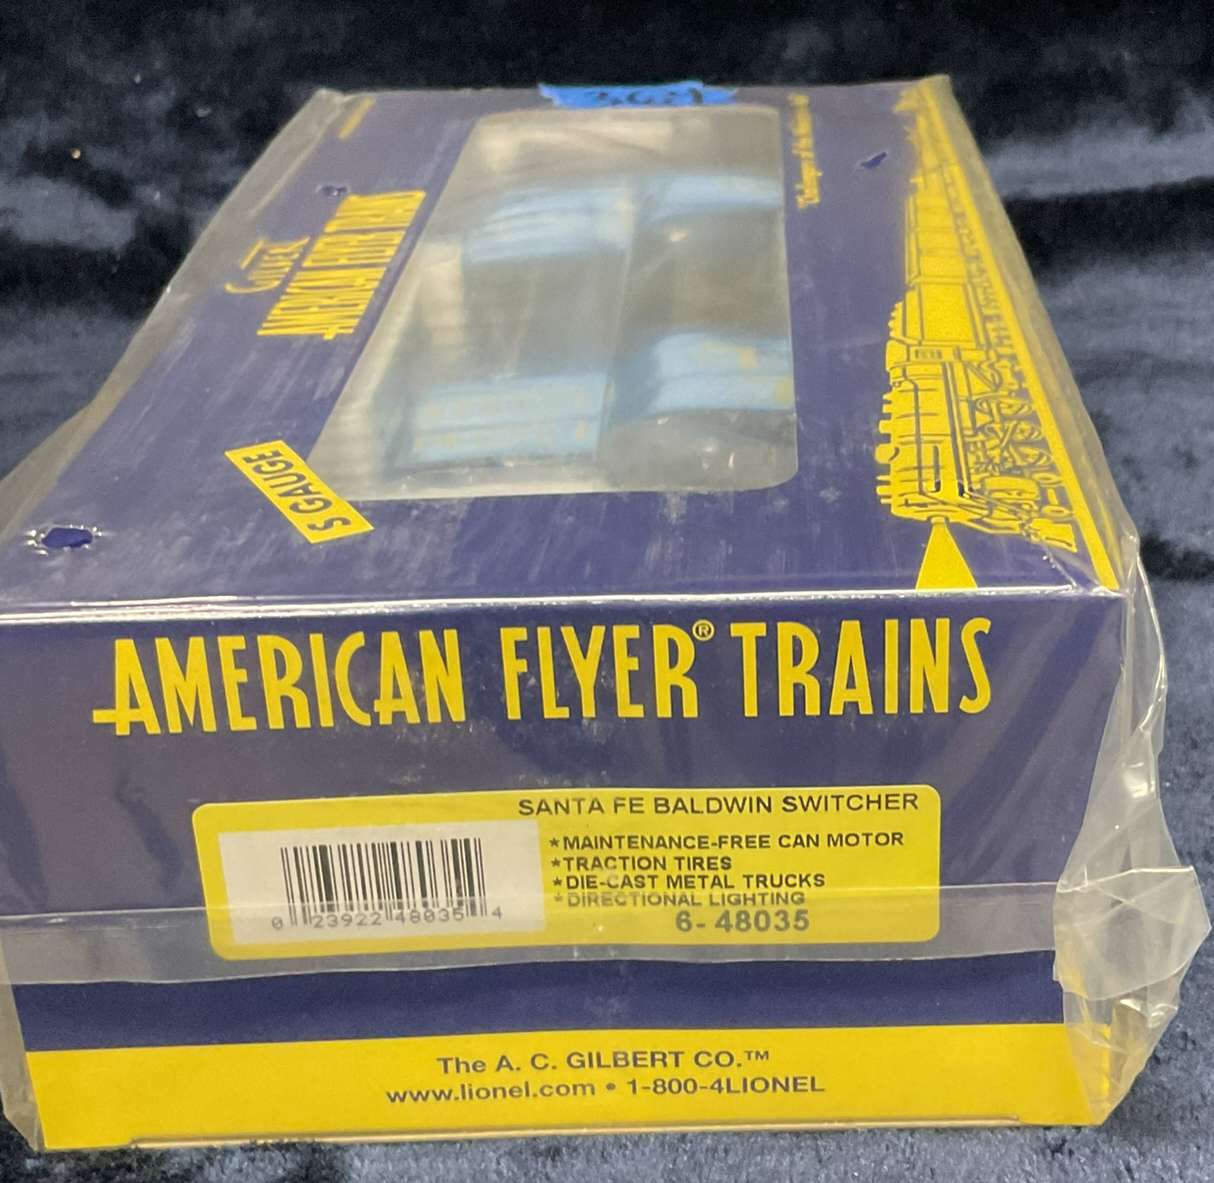 GILBERT
AMERICAN FLYER TRAINS
S GAUGE
AMERICAN FLYER® TRAINS
SANTA FE BALDWIN SWITCHER
*MAINTENANCE-FREE CAN MOTOR
*TRACTION TIRES
*DIE-CAST METAL TRUCKS
*DIRECTIONAL LIGHTING
6-48035
0 23922 48035 4
The A. C. GILBERT CO.™
www.lionel.com • 1-800-4LIONEL